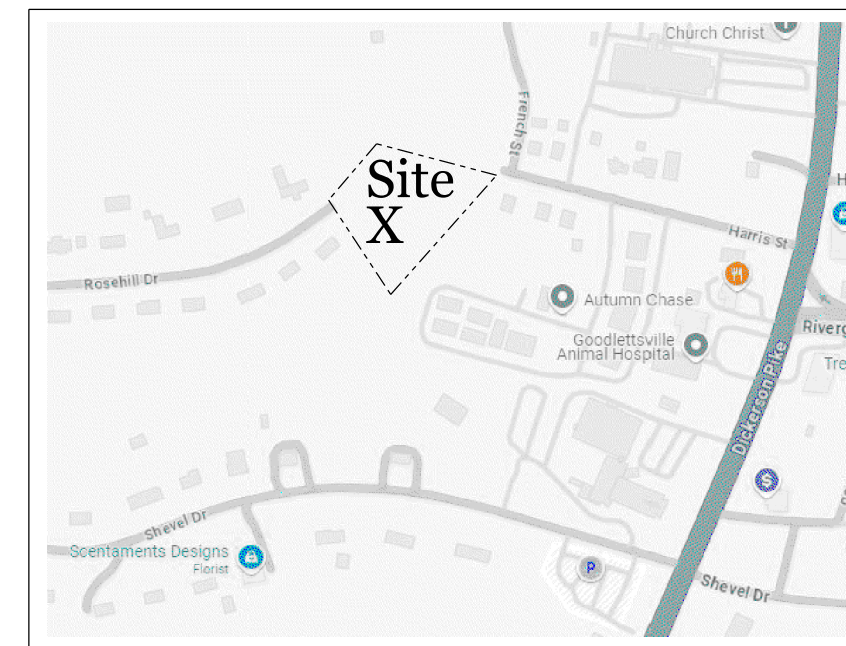 Church Christ
French St
Site
X
Harris St
Rosehill Dr
Autumn Chase
Goodlettsville
Animal Hospital
Riverg
Tre
Dickerson Pike
Shevel Dr
Scentaments Designs
Florist
P
Shevel Dr
H
S